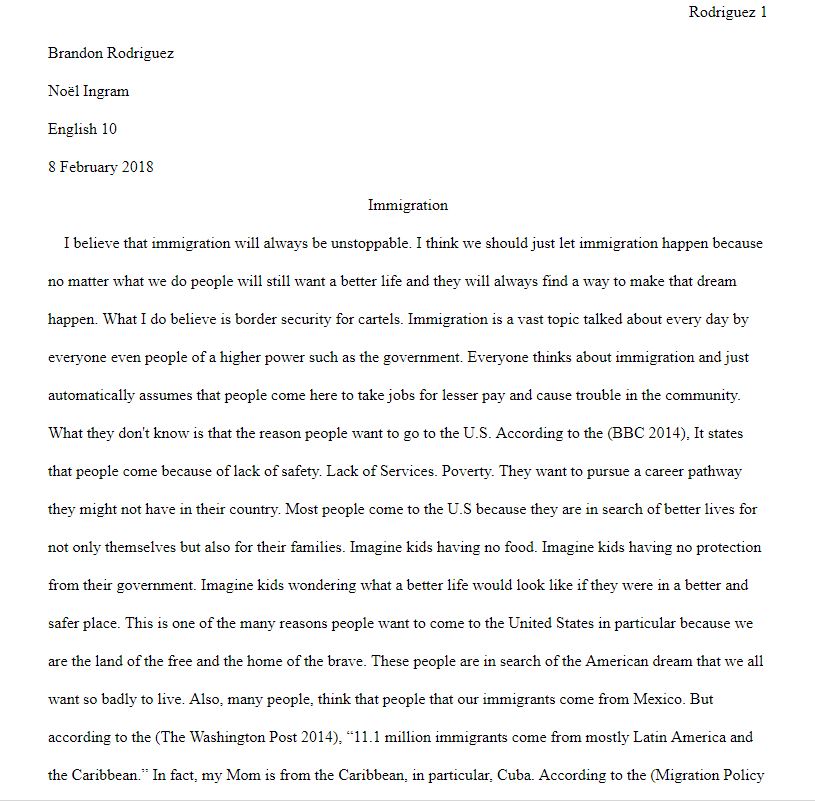 Rodriguez 1
Brandon Rodriguez
Noël Ingram
English 10
8 February 2018
Immigration
I believe that immigration will always be unstoppable. I think we should just let immigration happen because
no matter what we do people will still want a better life and they will always find a way to make that dream
happen. What I do believe is border security for cartels. Immigration is a vast topic talked about every day by
everyone even people of a higher power such as the government. Everyone thinks about immigration and just
automatically assumes that people come here to take jobs for lesser pay and cause trouble in the community.
What they don't know is that the reason people want to go to the U.S. According to the (BBC 2014), It states
that people come because of lack of safety. Lack of Services. Poverty. They want to pursue a career pathway
they might not have in their country. Most people come to the U.S because they are in search of better lives for
not only themselves but also for their families. Imagine kids having no food. Imagine kids having no protection
from their government. Imagine kids wondering what a better life would look like if they were in a better and
safer place. This is one of the many reasons people want to come to the United States in particular because we
are the land of the free and the home of the brave. These people are in search of the American dream that we all
want so badly to live. Also, many people, think that people that our immigrants come from Mexico. But
according to the (The Washington Post 2014), “11.1 million immigrants come from mostly Latin America and
the Caribbean.” In fact, my Mom is from the Caribbean, in particular, Cuba. According to the (Migration Policy